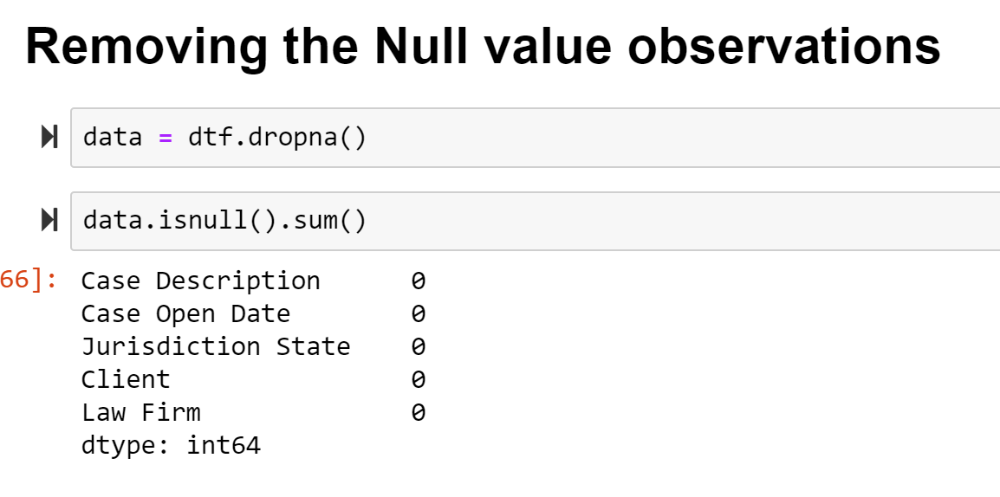 Removing the Null value observations
data = dtf.dropna()
data.isnull().sum()
66]: Case Description 0
Case Open Date 0
Jurisdiction State 0
Client 0
Law Firm 0
dtype: int64